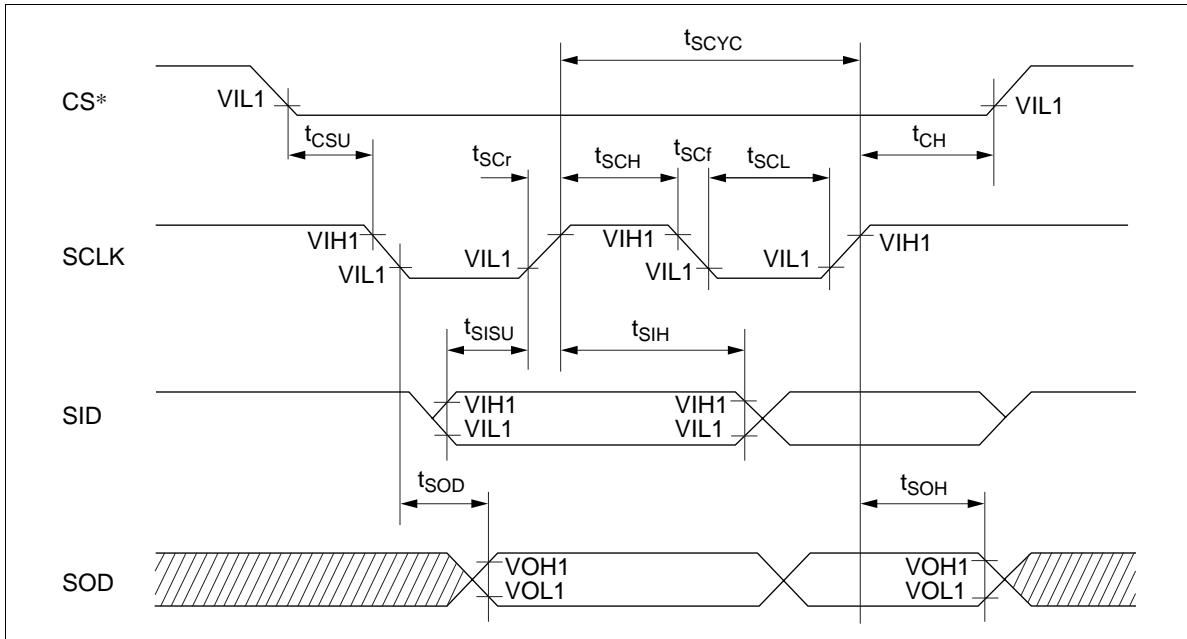 tSCYC
CS*
VIL1
VIL1
tCSU
tSCr
tSCH
tSCf
tSCL
tCH
SCLK
VIH1
VIL1
VIL1
VIH1
VIL1
VIL1
VIH1
tSISU
tSIH
SID
VIH1
VIL1
VIH1
VIL1
tSOD
tSOH
SOD
VOH1
VOL1
VOH1
VOL1